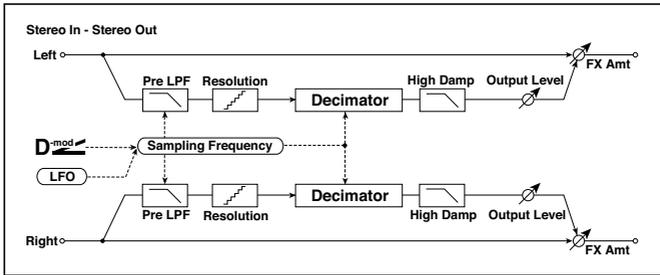 Stereo In - Stereo Out
Left
FX Amt
Pre LPF
Resolution
Decimator
High Damp
Output Level
D-mod
Sampling Frequency
LFO
Pre LPF
Resolution
Decimator
High Damp
Output Level
Right
FX Amt